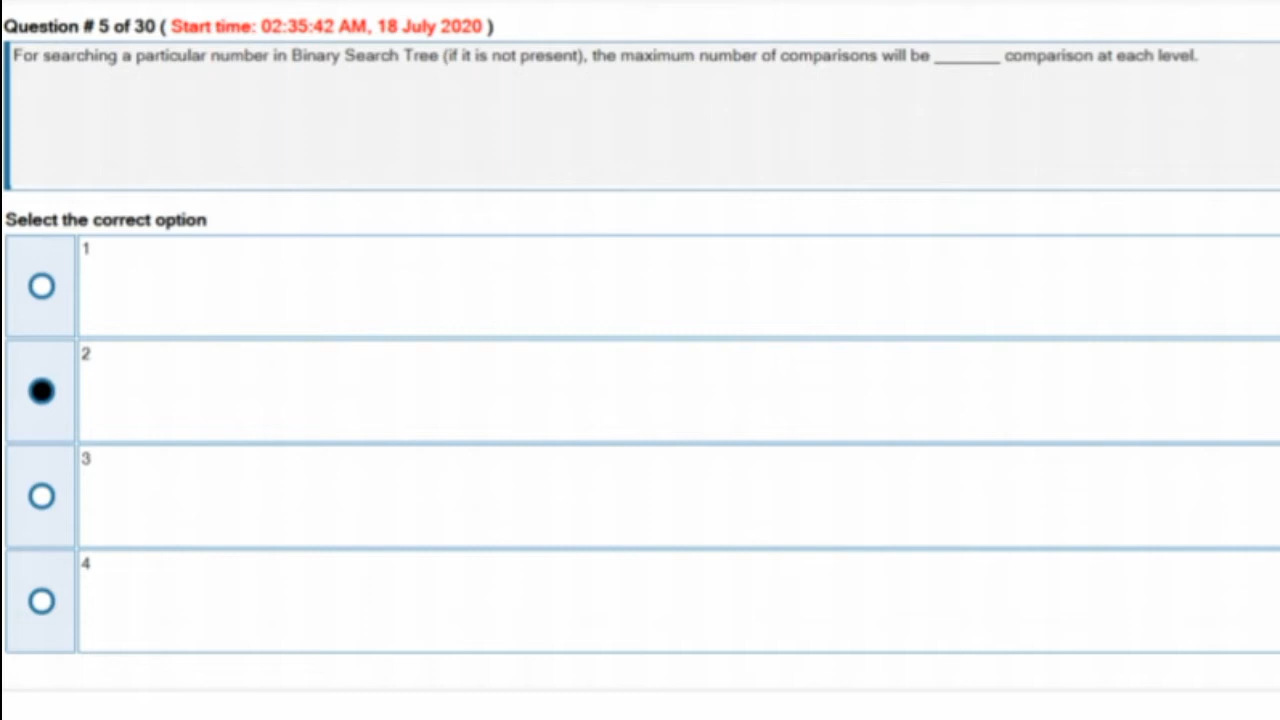 Question # 5 of 30 ( Start time: 02:35:42 AM, 18 July 2020 )
For searching a particular number in Binary Search Tree (if it is not present), the maximum number of comparisons will be _______ comparison at each level.
Select the correct option
1
2
3
4